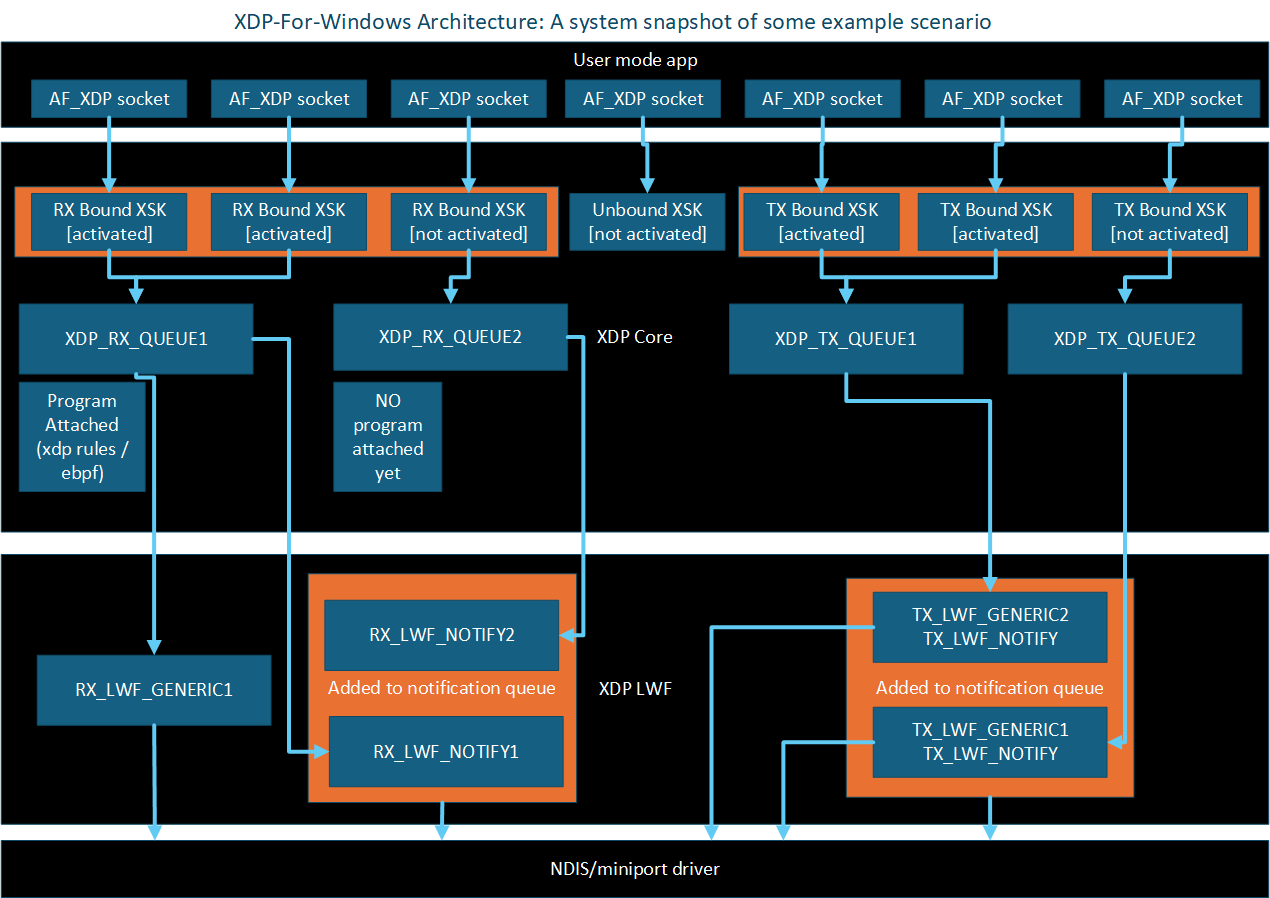 XDP-For-Windows Architecture: A system snapshot of some example scenario
User mode app
AF_XDP socket
AF_XDP socket
AF_XDP socket
AF_XDP socket
AF_XDP socket
AF_XDP socket
AF_XDP socket
RX Bound XSK
[activated]
RX Bound XSK
[activated]
RX Bound XSK
[not activated]
Unbound XSK
[not activated]
TX Bound XSK
[activated]
TX Bound XSK
[activated]
TX Bound XSK
[not activated]
XDP_RX_QUEUE1
XDP_RX_QUEUE2
XDP Core
XDP_TX_QUEUE1
XDP_TX_QUEUE2
Program
Attached
(xdp rules /
ebpf)
NO
program
attached
yet
RX_LWF_GENERIC1
RX_LWF_NOTIFY2
Added to notification queue
RX_LWF_NOTIFY1
XDP LWF
TX_LWF_GENERIC2
TX_LWF_NOTIFY
Added to notification queue
TX_LWF_GENERIC1
TX_LWF_NOTIFY
NDIS/miniport driver